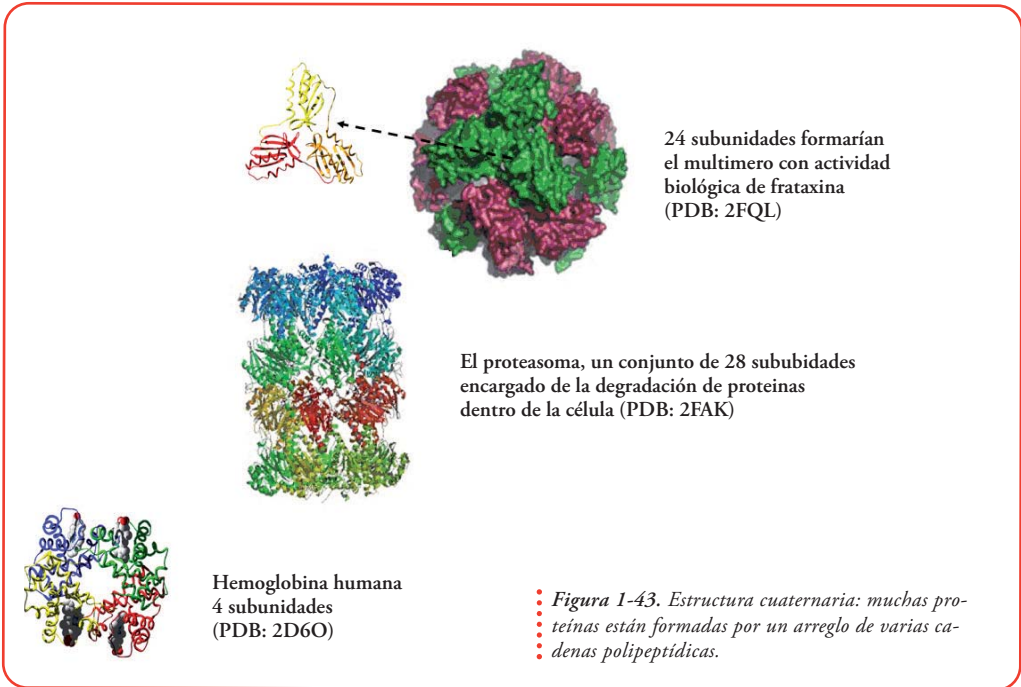 24 subunidades formarían
el multimero con actividad
biológica de frataxina
(PDB: 2FQL)
El proteasoma, un conjunto de 28 sububidades
encargado de la degradación de proteinas
dentro de la célula (PDB: 2FAK)
Hemoglobina humana
4 subunidades
(PDB: 2D6O)
Figura 1-43. Estructura cuaternaria: muchas pro-
teínas están formadas por un arreglo de varias ca-
denas polipeptídicas.